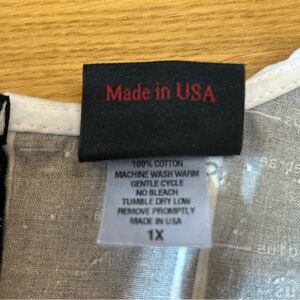 Made in USA
100% COTTON
MACHINE WASH WARM
GENTLE CYCLE
NO BLEACH
TUMBLE DRY LOW
REMOVE PROMPTLY
MADE IN USA
1X